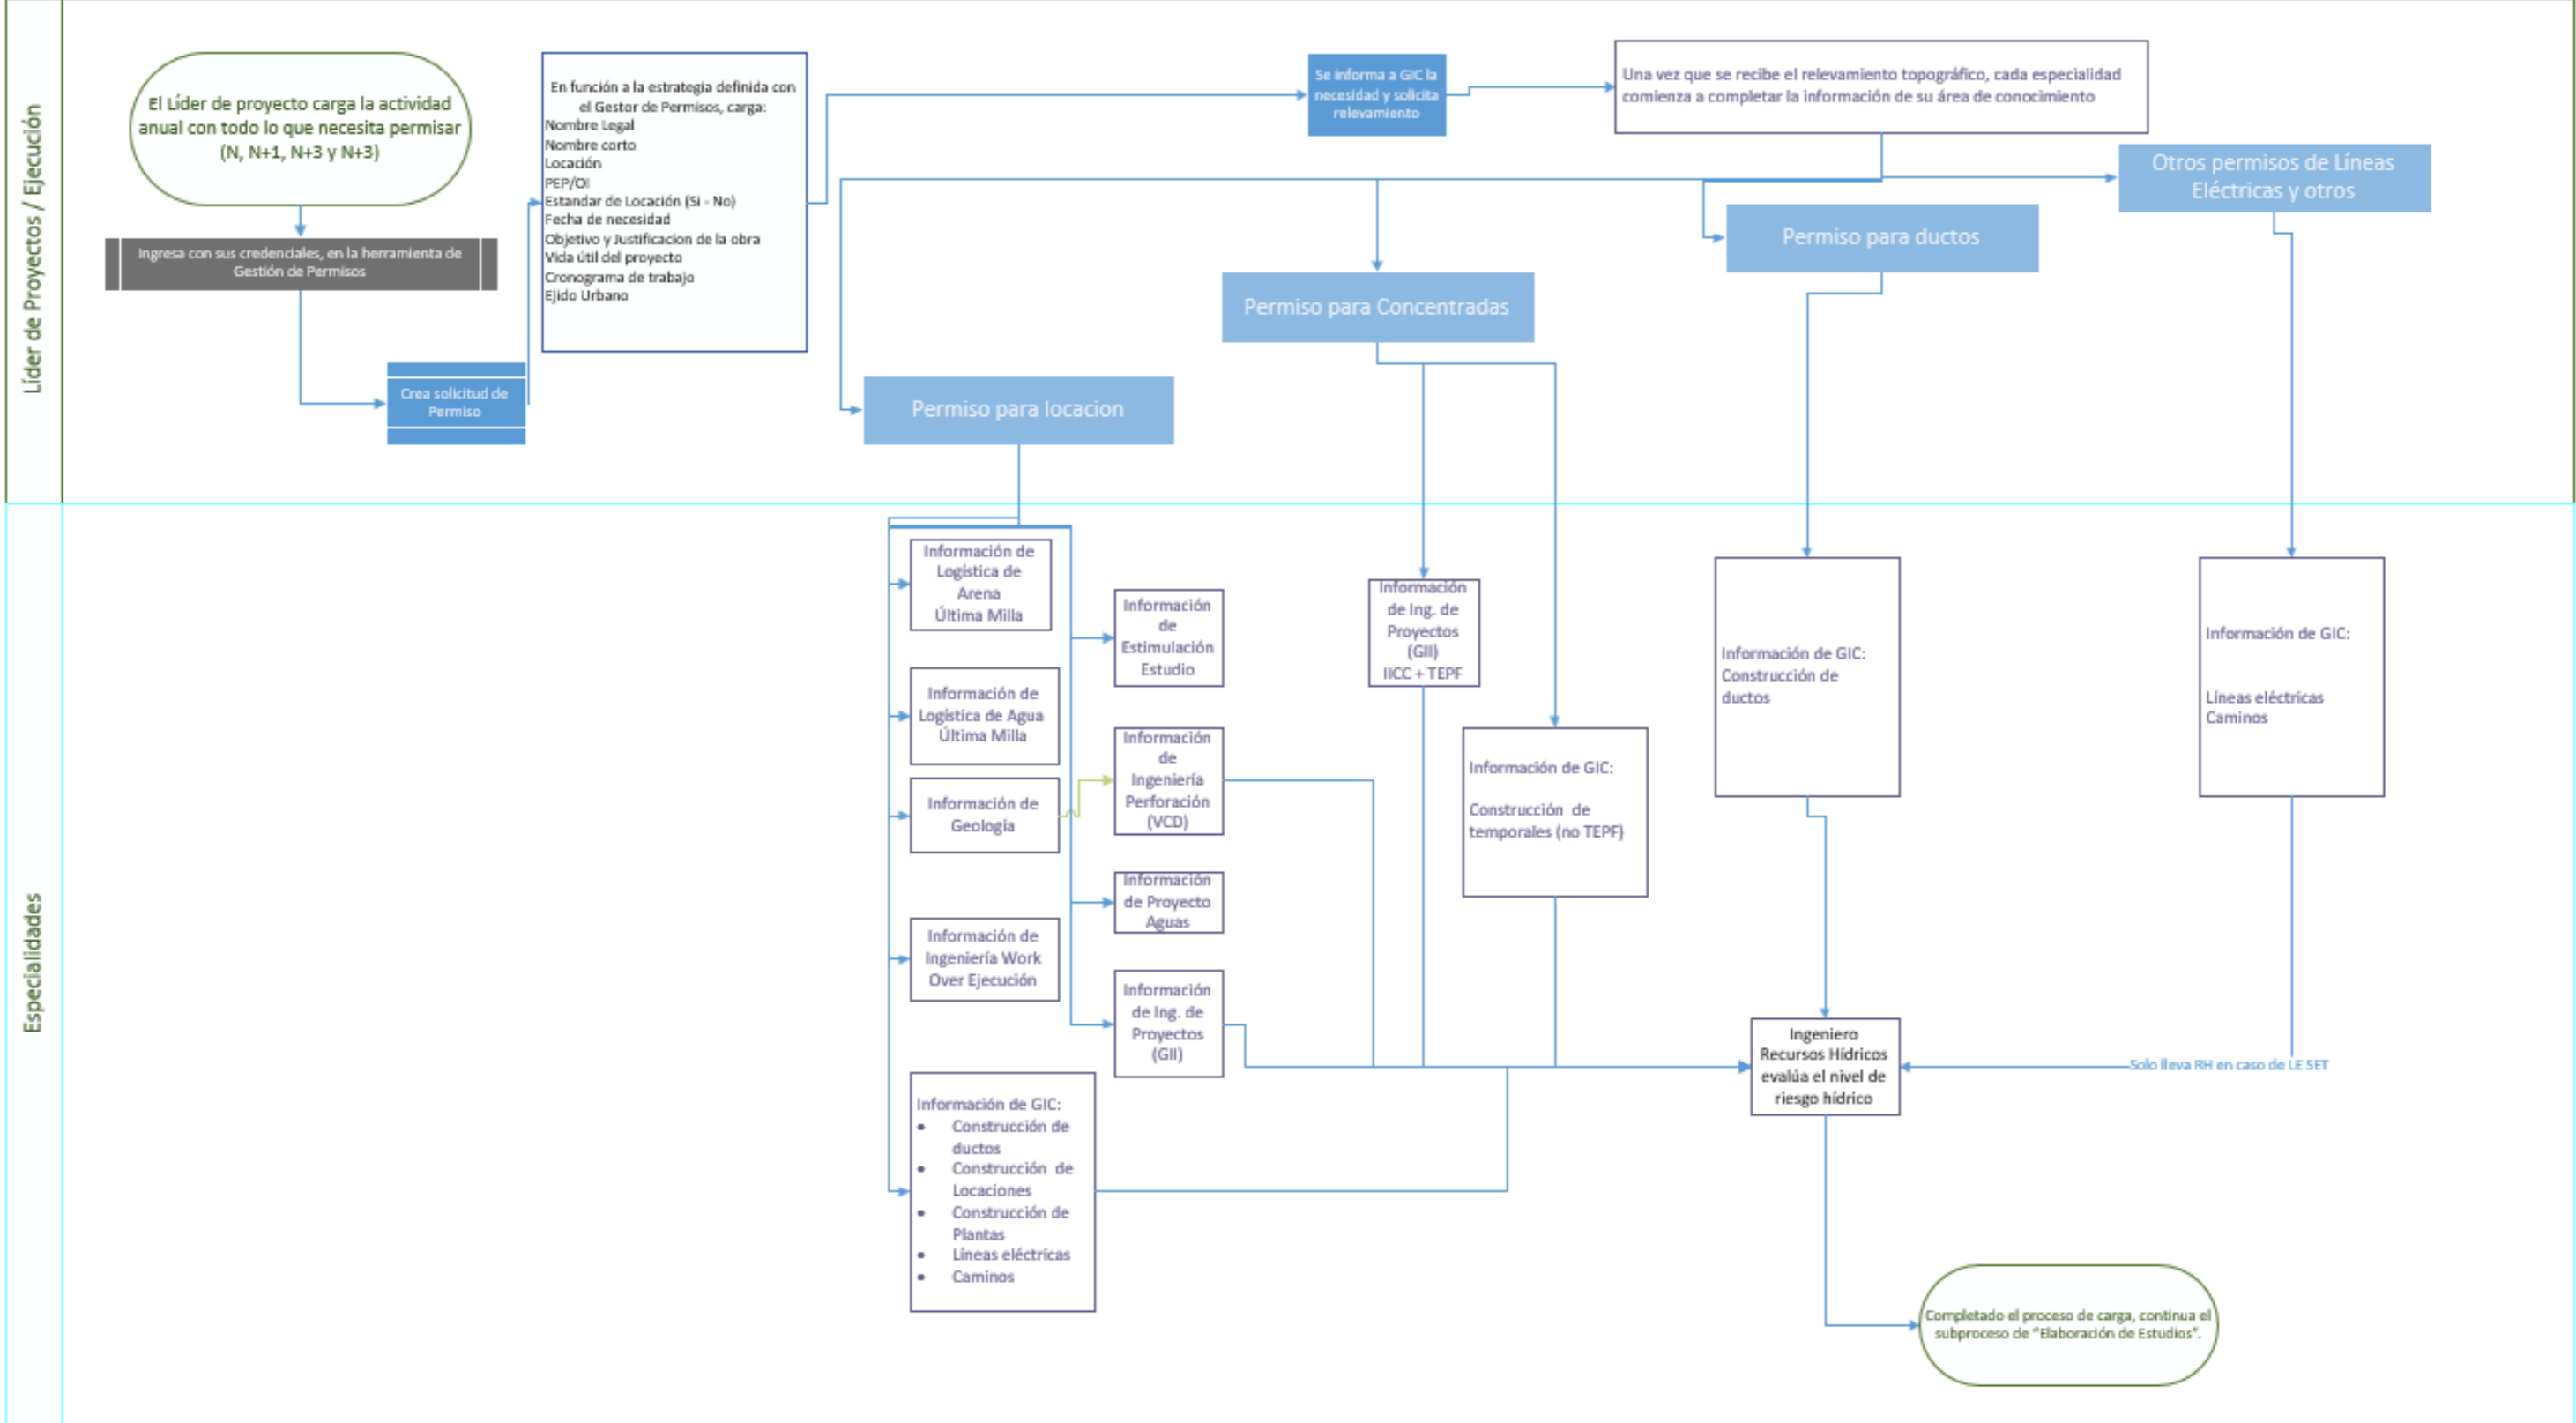 Líder de Proyectos / Ejecución
El Líder de proyecto carga la actividad
anual con todo lo que necesita permisar
(N, N+1, N+3 y N+3)
Ingresa con sus credenciales, en la herramienta de
Gestión de Permisos
Crea solicitud de
Permiso
En función a la estrategia definida con
el Gestor de Permisos, carga:
Nombre Legal
Nombre corto
Locación
PEP/OI
Estandar de Locación (Si - No)
Fecha de necesidad
Objetivo y Justificacion de la obra
Vida útil del proyecto
Cronograma de trabajo
Ejido Urbano
Se informa a GIC la
necesidad y solicita
relevamiento
Una vez que se recibe el relevamiento topográfico, cada especialidad
comienza a completar la información de su área de conocimiento
Otros permisos de Líneas
Eléctricas y otros
Permiso para ductos
Permiso para Concentradas
Permiso para locacion
Especialidades
Información de
Logística de
Arena
Última Milla
Información
de
Estimulación
Estudio
Información de
Logística de Agua
Última Milla
Información
de
Ingeniería
Perforación
(VCD)
Información de
Geología
Información
de Proyecto
Aguas
Información de
Ingeniería Work
Over Ejecución
Información
de Ing. de
Proyectos
(GII)
Información de GIC:
• Construcción de
ductos
• Construcción de
Locaciones
• Construcción de
Plantas
• Líneas eléctricas
• Caminos
Información
de Ing. de
Proyectos
(GII)
IICC + TEPF
Información de GIC:
Construcción de
temporales (no TEPF)
Información de GIC:
Construcción de
ductos
Información de GIC:
Líneas eléctricas
Caminos
Ingeniero
Recursos Hídricos
evalúa el nivel de
riesgo hídrico
Solo lleva RH en caso de LE SET
Completado el proceso de carga, continua el
subproceso de "Elaboración de Estudios".